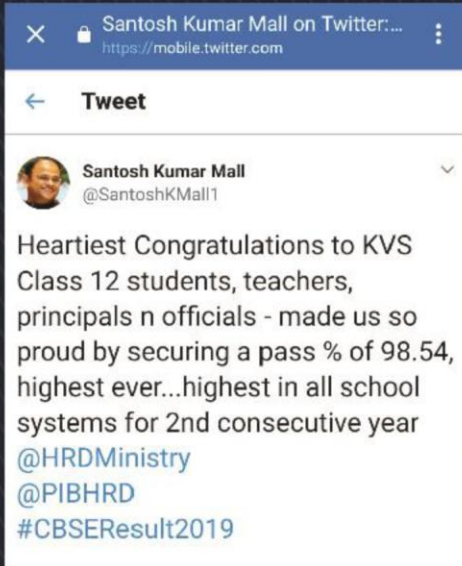 Santosh Kumar Mall on Twitter:...
https://mobile.twitter.com
Tweet
Santosh Kumar Mall
@SantoshKMall1
Heartiest Congratulations to KVS
Class 12 students, teachers,
principals n officials - made us so
proud by securing a pass % of 98.54,
highest ever...highest in all school
systems for 2nd consecutive year
@HRDMinistry
@PIBHRD
#CBSEResult2019